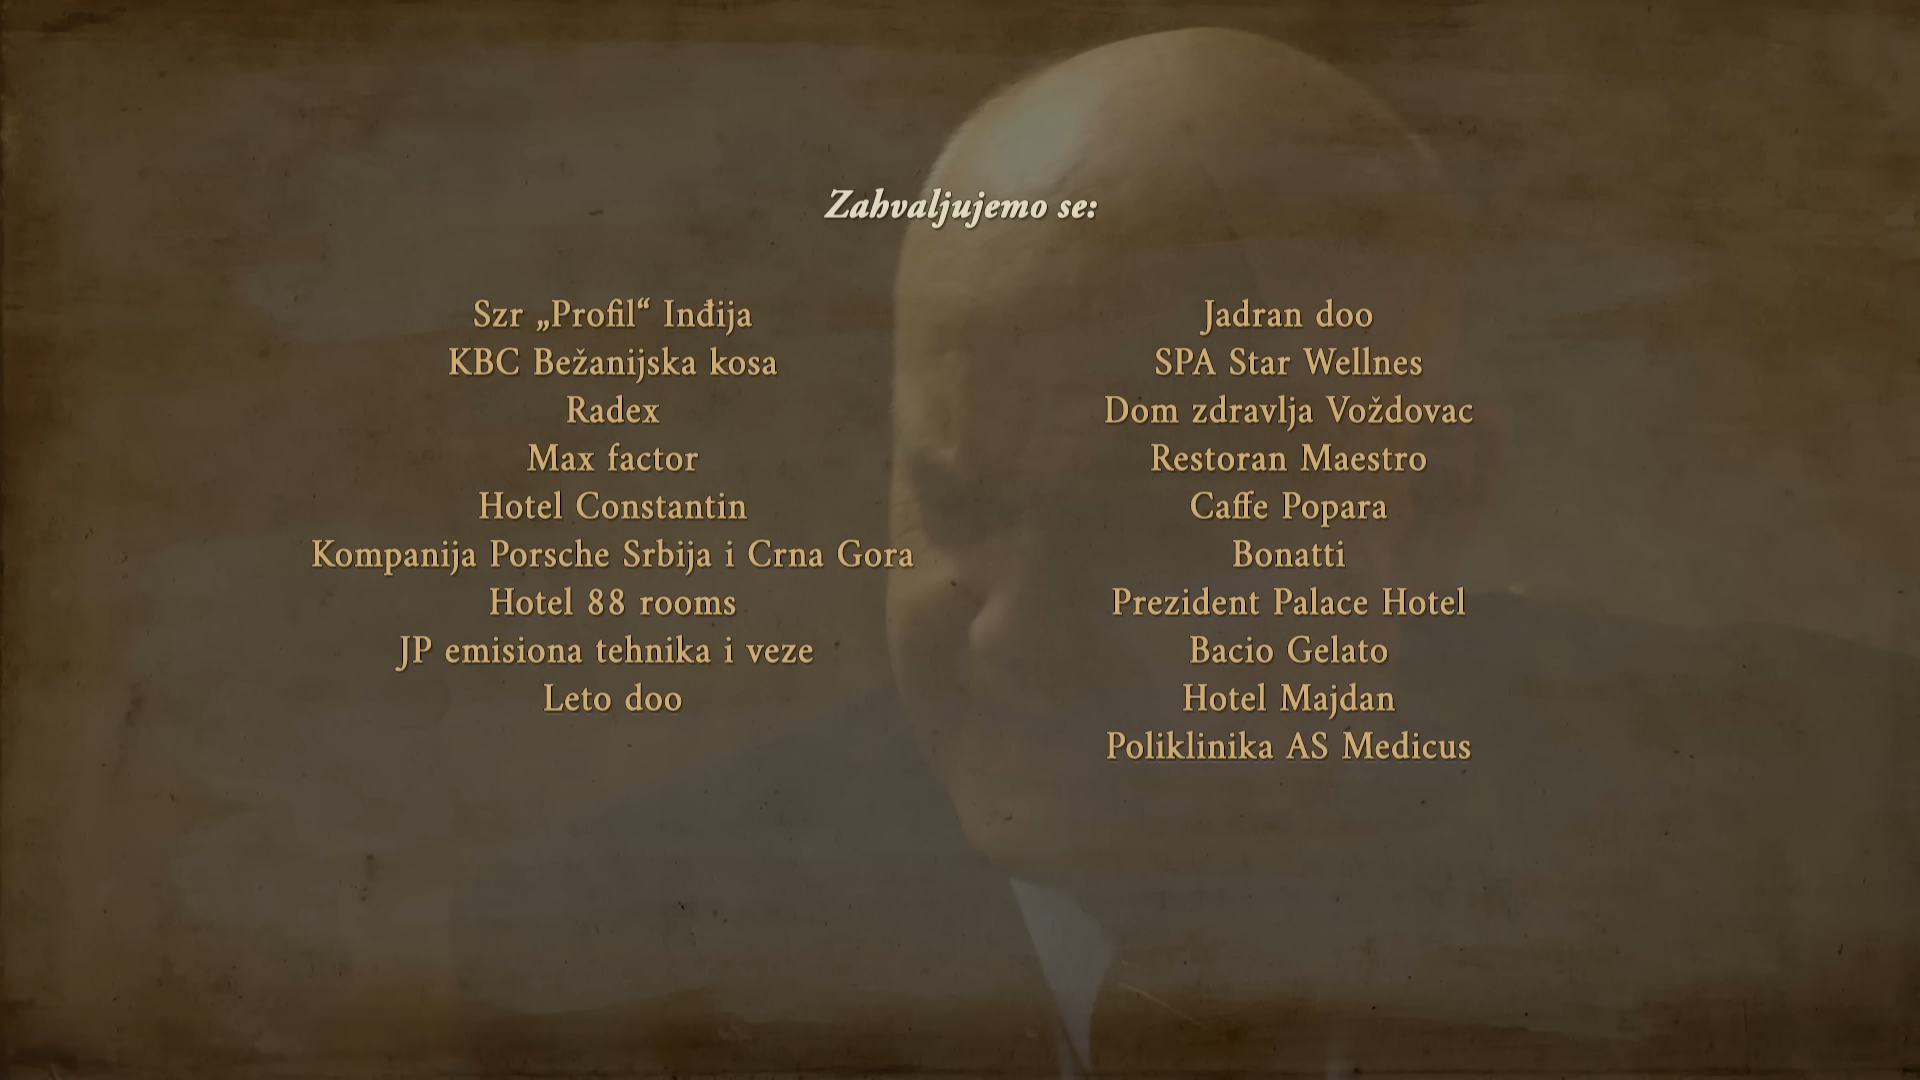 Zahvaljujemo se:
Szr „Profil“ Inđija
KBC Bežanijska kosa
Radex
Max factor
Hotel Constantin
Kompanija Porsche Srbija i Crna Gora
Hotel 88 rooms
JP emisiona tehnika i veze
Leto doo
Jadran doo
SPA Star Wellnes
Dom zdravlja Voždovac
Restoran Maestro
Caffe Popara
Bonatti
Prezident Palace Hotel
Bacio Gelato
Hotel Majdan
Poliklinika AS Medicus